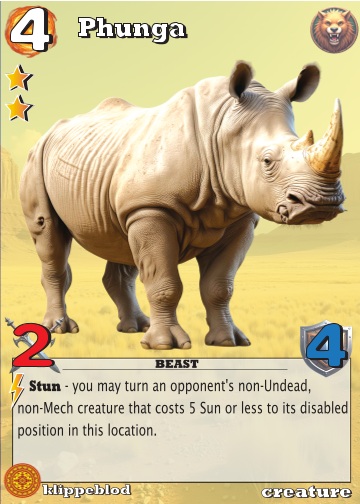 4 Phunga
2
4
BEAST
Stun - you may turn an opponent's non-Undead,
non-Mech creature that costs 5 Sun or less to its disabled
position in this location.
klippeblod
creature